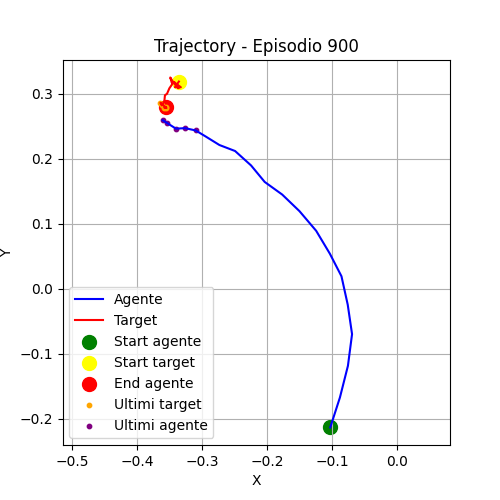 Trajectory - Episodio 900
Y
0.3
0.2
0.1
0.0
−0.1
−0.2
Agente
Target
Start agente
Start target
End agente
Ultimi target
Ultimi agente
−0.5 −0.4 −0.3 −0.2 −0.1 0.0
X